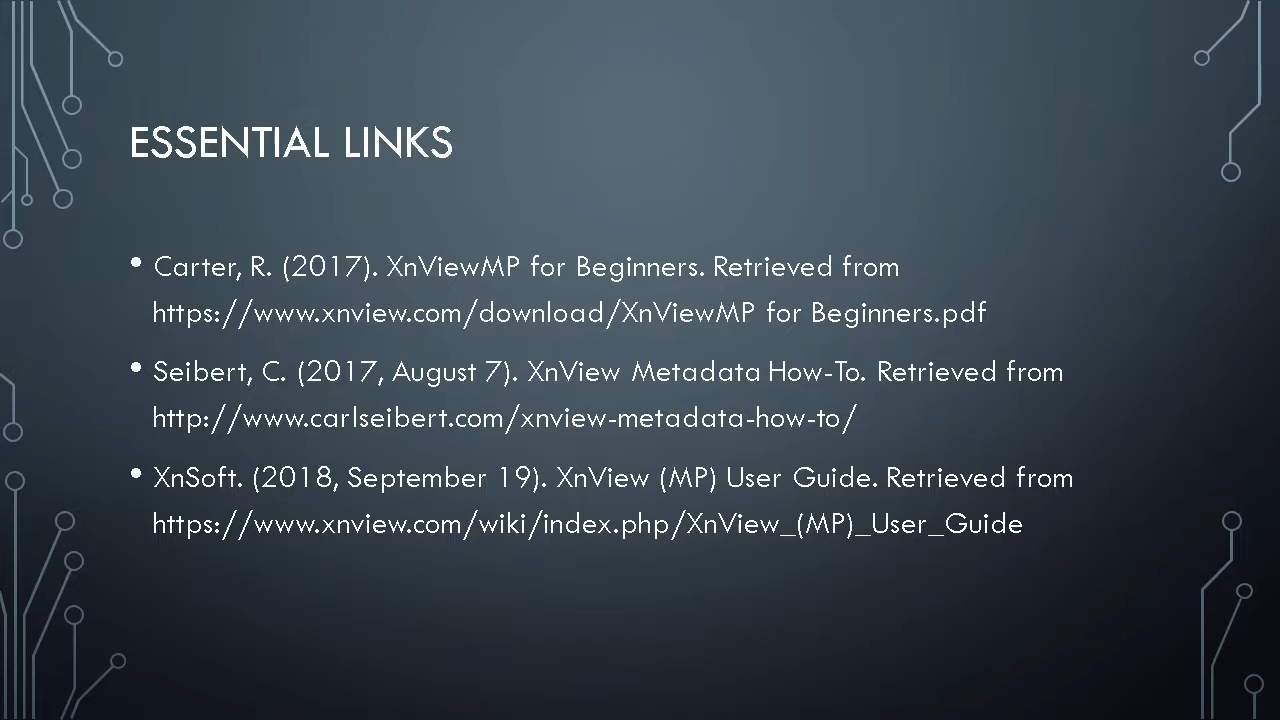 ESSENTIAL LINKS
• Carter, R. (2017). XnViewMP for Beginners. Retrieved from
https://www.xnview.com/download/XnViewMP for Beginners.pdf
• Seibert, C. (2017, August 7). XnView Metadata How-To. Retrieved from
http://www.carlseibert.com/xnview-metadata-how-to/
• XnSoft. (2018, September 19). XnView (MP) User Guide. Retrieved from
https://www.xnview.com/wiki/index.php/XnView_(MP)_User_Guide